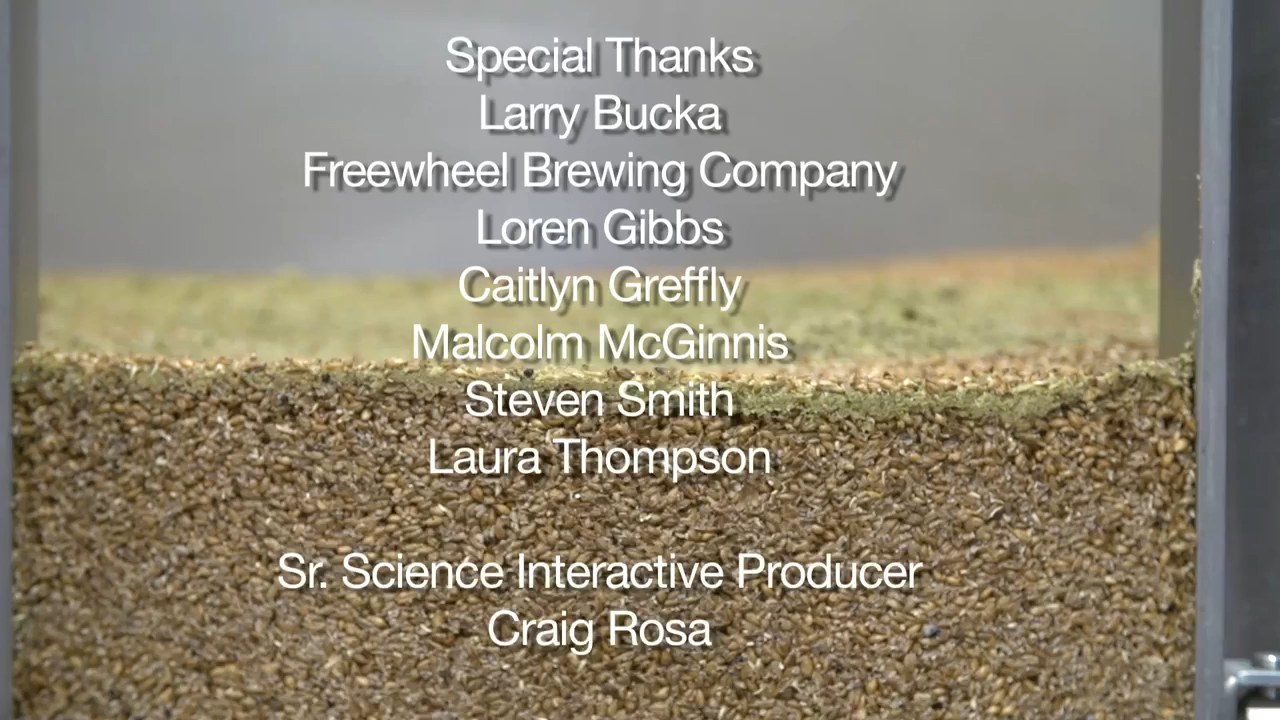 Special Thanks
Larry Bucka
Freewheel Brewing Company
Loren Gibbs
Caitlyn Greffly
Malcolm McGinnis
Steven Smith
Laura Thompson
Sr. Science Interactive Producer
Craig Rosa